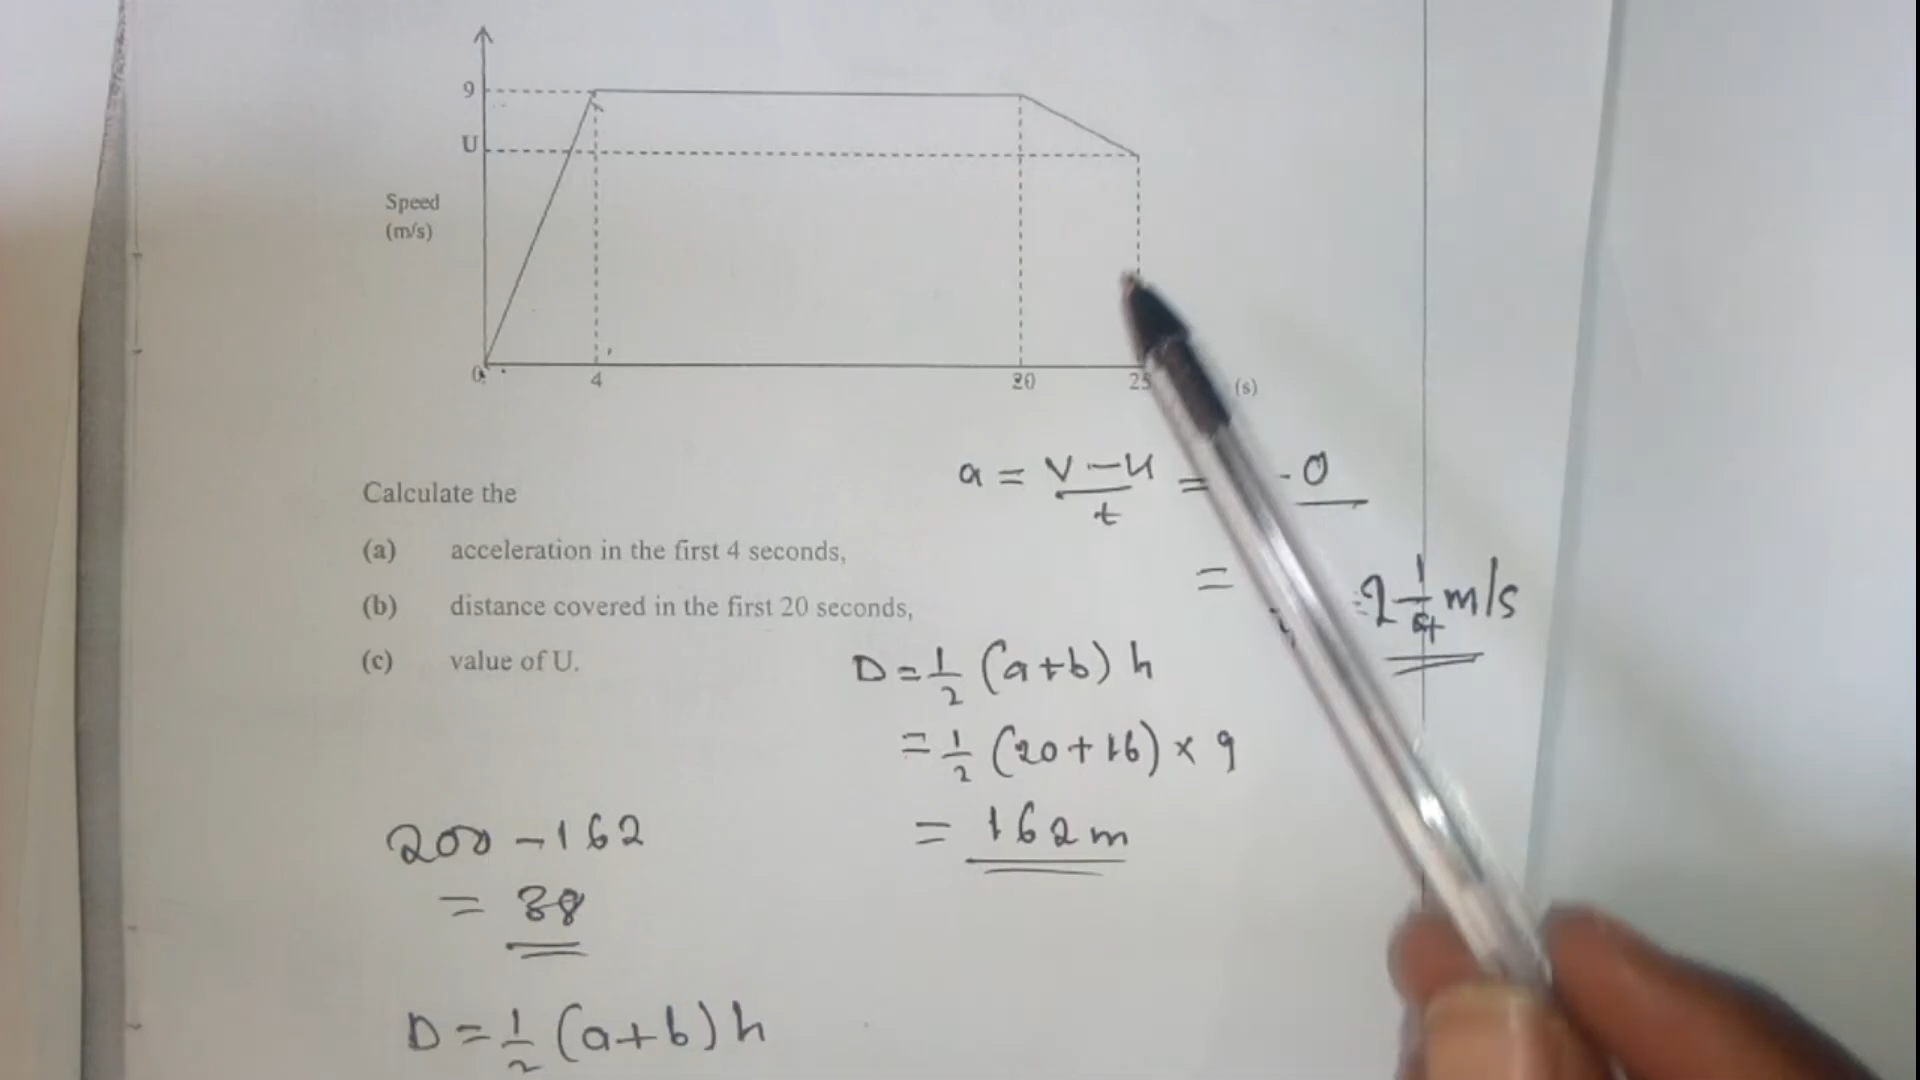 9
U
Speed
(m/s)
0
4
20
25
(s)
Calculate the
(a) acceleration in the first 4 seconds,
(b) distance covered in the first 20 seconds,
(c) value of U.
a = v - u / t = - 0
= 2 1/4 m/s
D = 1/2 (a+b) h
= 1/2 (20+16) × 9
= 162 m
200 - 162
= 38
D = 1/2 (a+b) h